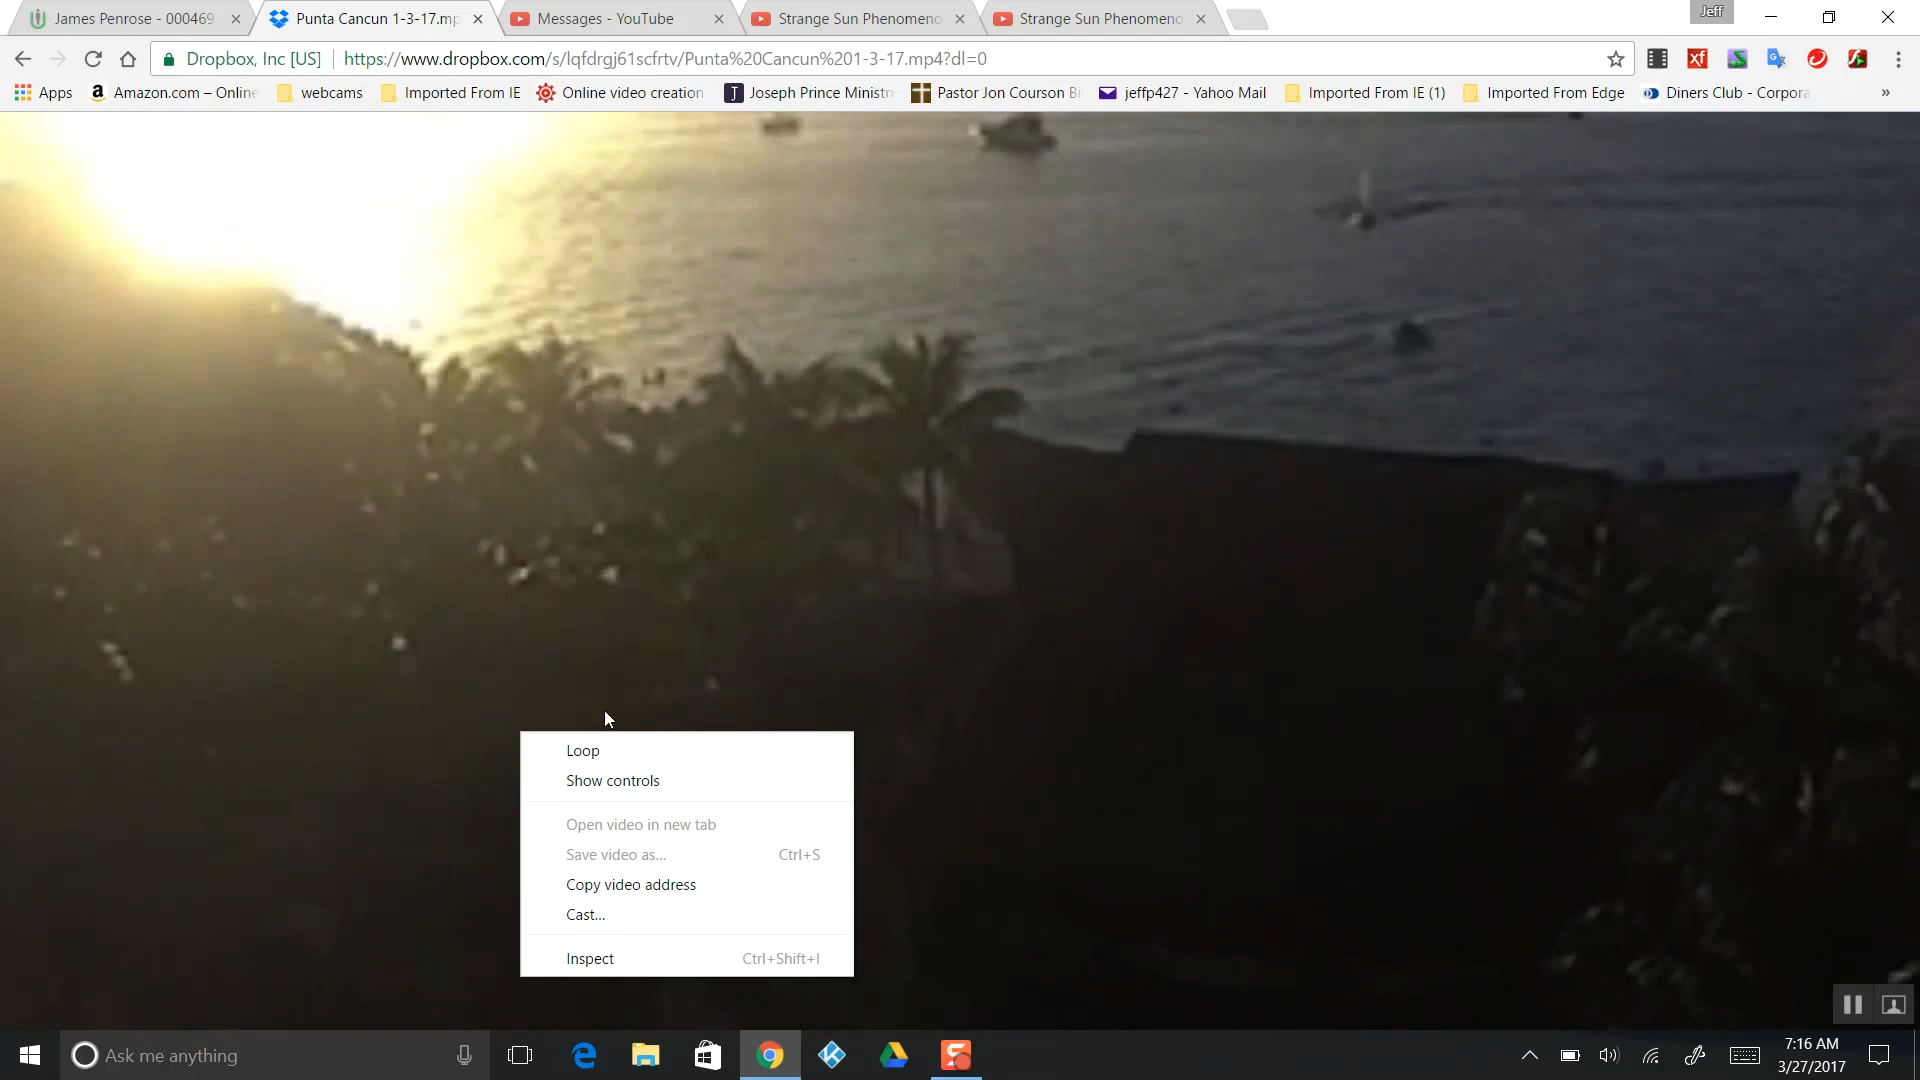 James Penrose - 000469
Punta Cancun 1-3-17.mp
Messages - YouTube
Strange Sun Phenomeno
Strange Sun Phenomeno
Jeff
Dropbox, Inc [US]
https://www.dropbox.com/s/lqfdrgj61scfrtv/Punta%20Cancun%201-3-17.mp4?dl=0
Apps
Amazon.com – Online
webcams
Imported From IE
Online video creation
Joseph Prince Ministri
Pastor Jon Courson Bi
jeffp427 - Yahoo Mail
Imported From IE (1)
Imported From Edge
Diners Club - Corpora
»
Loop
Show controls
Open video in new tab
Save video as... Ctrl+S
Copy video address
Cast...
Inspect Ctrl+Shift+I
Ask me anything
7:16 AM
3/27/2017